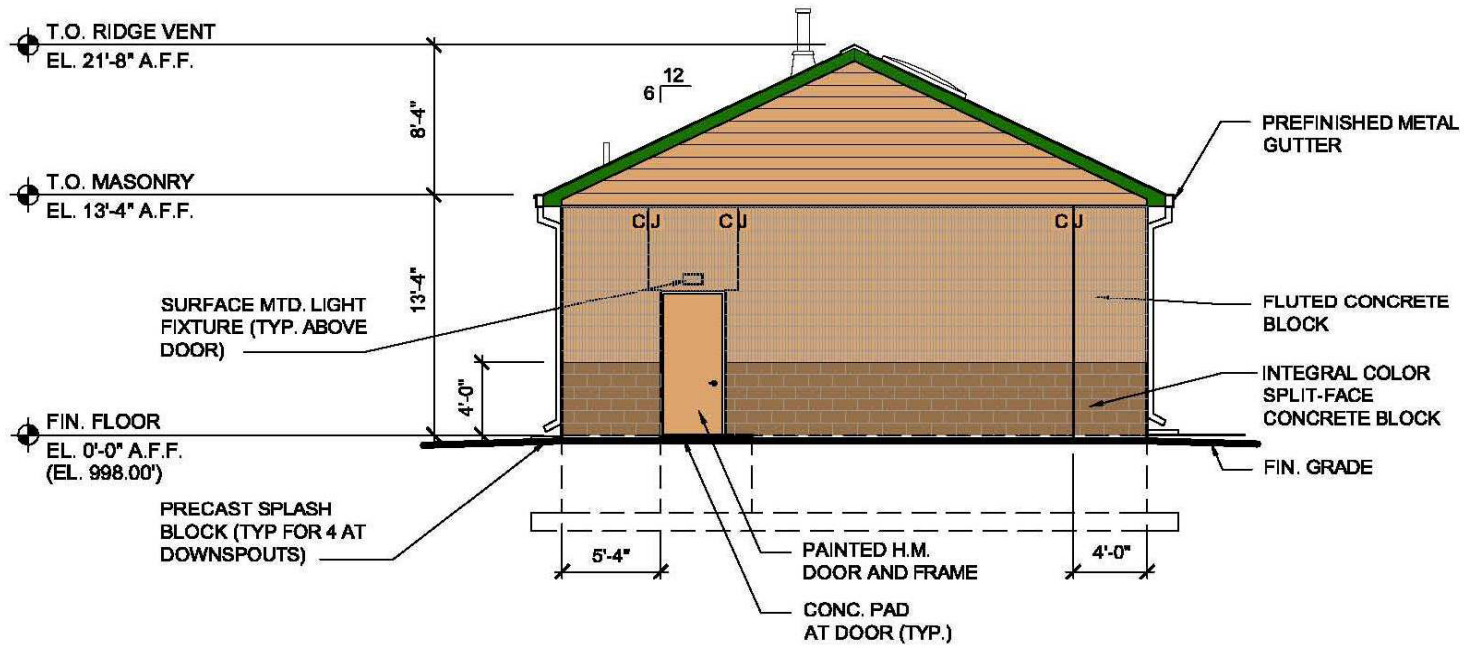 T.O. RIDGE VENT
EL. 21'-8" A.F.F.
12
6
8'-4"
PREFINISHED METAL
GUTTER
T.O. MASONRY
EL. 13'-4" A.F.F.
CJ
CJ
CJ
13'-4"
SURFACE MTD. LIGHT
FIXTURE (TYP. ABOVE
DOOR)
FLUTED CONCRETE
BLOCK
4'-0"
INTEGRAL COLOR
SPLIT-FACE
CONCRETE BLOCK
FIN. FLOOR
EL. 0'-0" A.F.F.
(EL. 998.00')
FIN. GRADE
PRECAST SPLASH
BLOCK (TYP FOR 4 AT
DOWNSPOUTS)
5'-4"
PAINTED H.M.
DOOR AND FRAME
4'-0"
CONC. PAD
AT DOOR (TYP.)